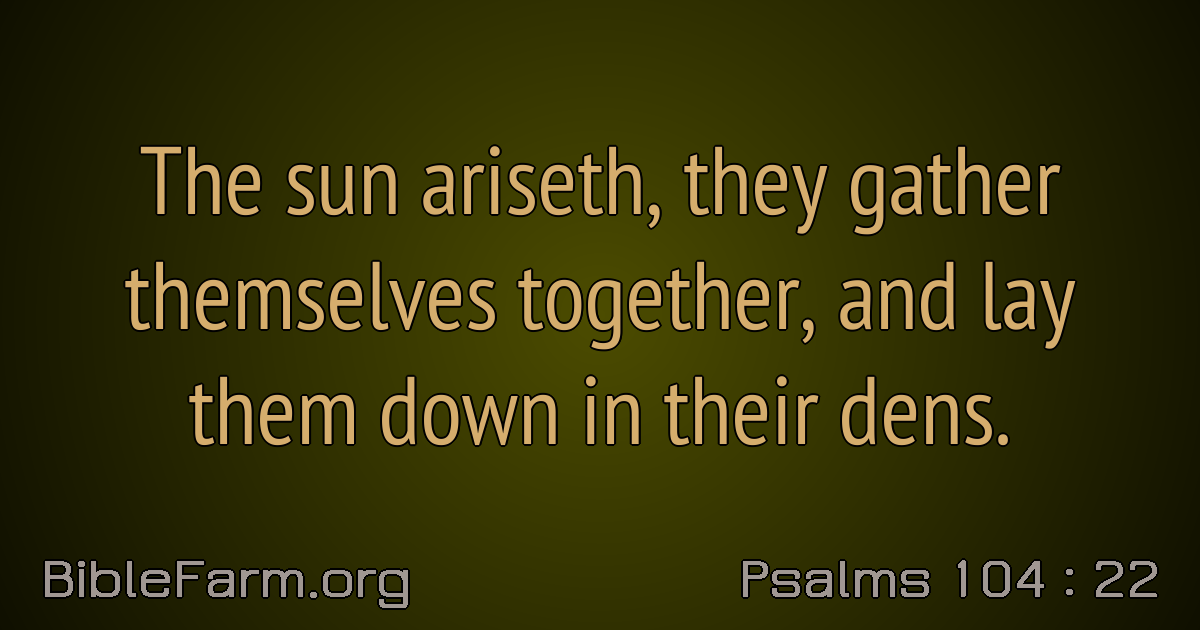 The sun ariseth, they gather
themselves together, and lay
them down in their dens.
BibleFarm.org
Psalms 104 : 22